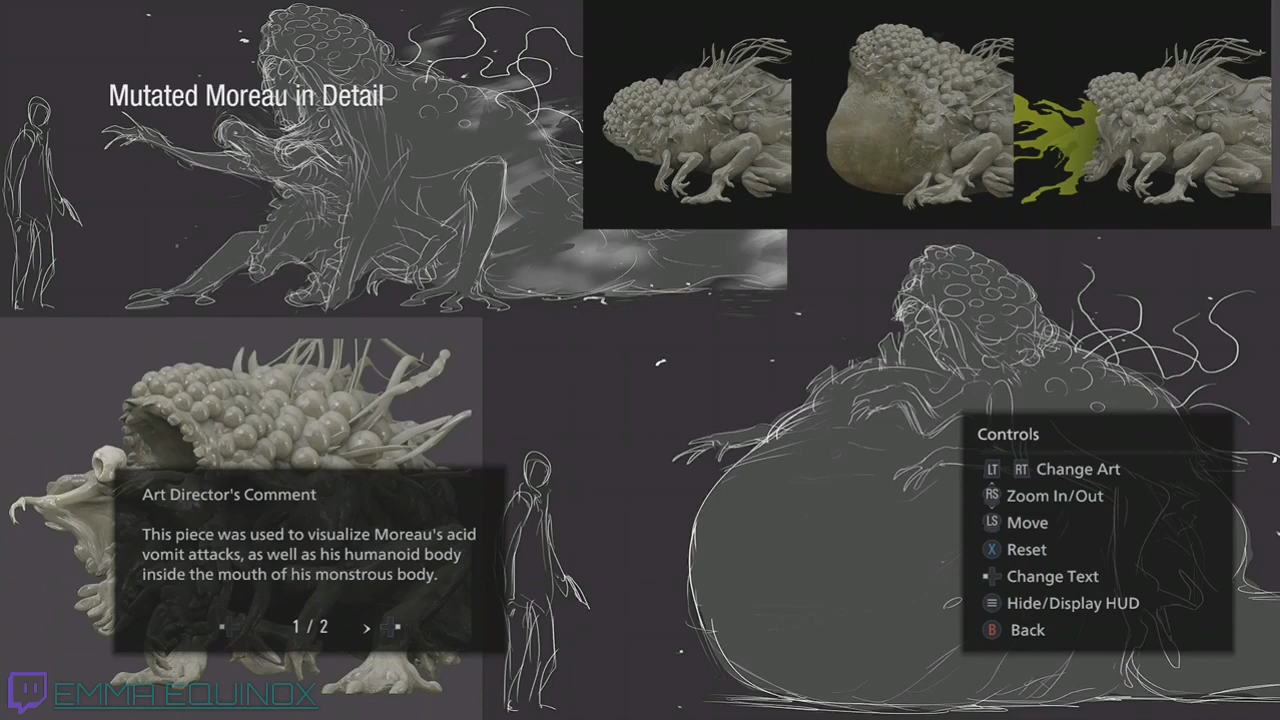 Mutated Moreau in Detail
Art Director's Comment
This piece was used to visualize Moreau's acid
vomit attacks, as well as his humanoid body
inside the mouth of his monstrous body.
1 / 2 >
Controls
LT RT Change Art
RS Zoom In/Out
LS Move
X Reset
Change Text
Hide/Display HUD
B Back
EMMA EQUINOX